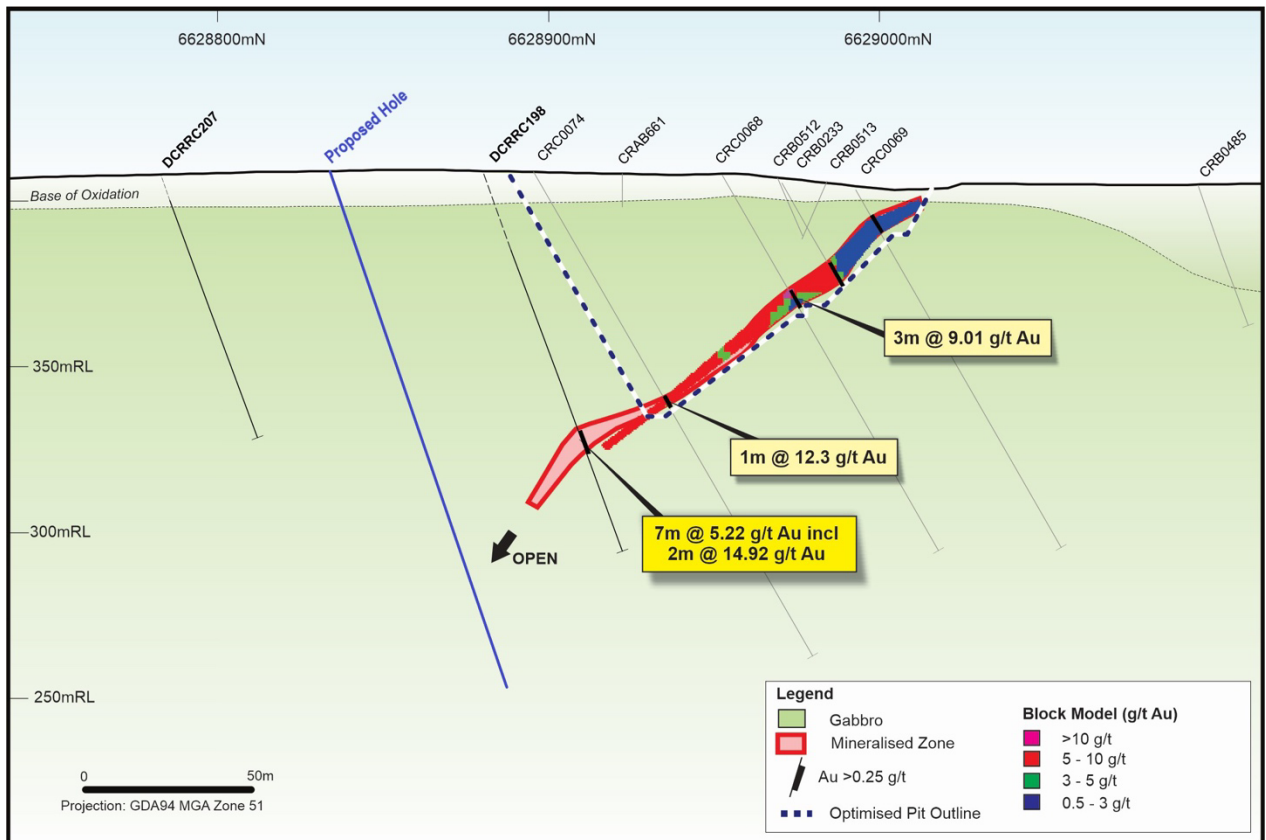 6628800mN
6628900mN
6629000mN
DCRRC207
Proposed Hole
DCRRC198
CRC0074
CRAB661
CRC0068
CRB0512
CRB0233
CRB0513
CRC0069
CRB0485
Base of Oxidation
350mRL
300mRL
250mRL
3m @ 9.01 g/t Au
1m @ 12.3 g/t Au
7m @ 5.22 g/t Au incl
2m @ 14.92 g/t Au
OPEN
0 50m
Projection: GDA94 MGA Zone 51
Legend
Gabbro
Mineralised Zone
Au >0.25 g/t
Optimised Pit Outline
Block Model (g/t Au)
>10 g/t
5 - 10 g/t
3 - 5 g/t
0.5 - 3 g/t